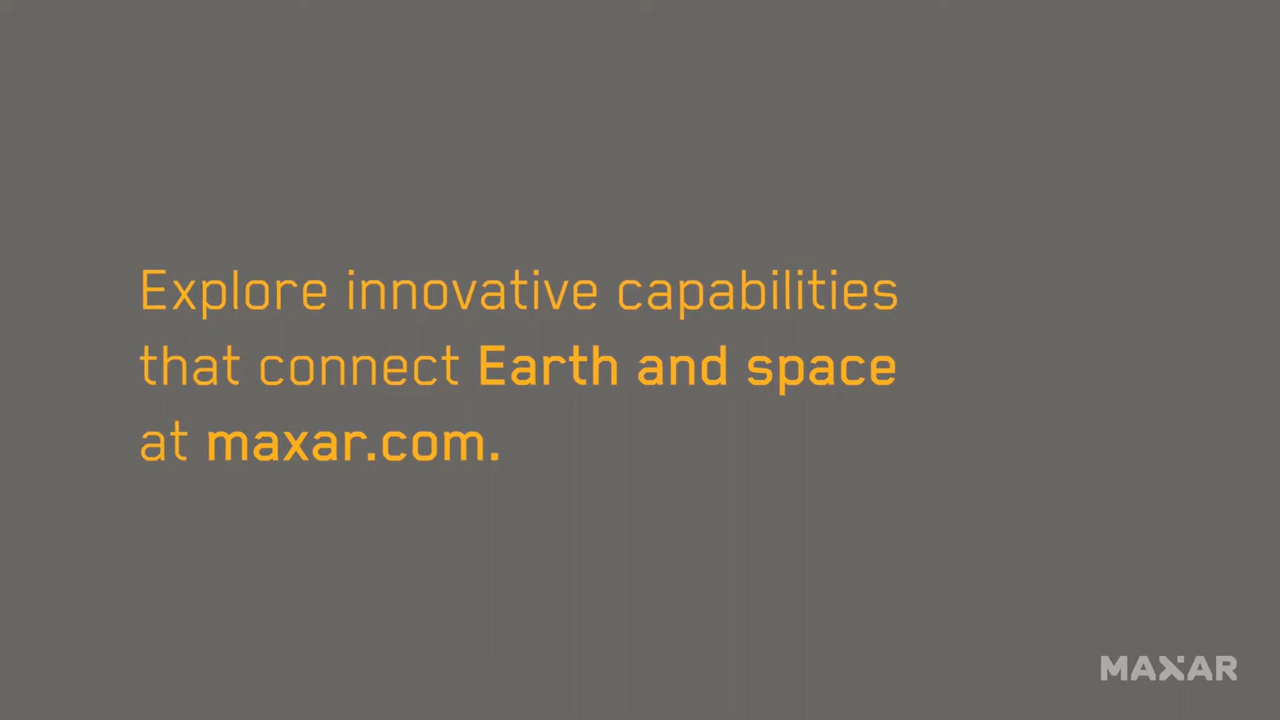 Explore innovative capabilities
that connect Earth and space
at maxar.com.
MAXAR